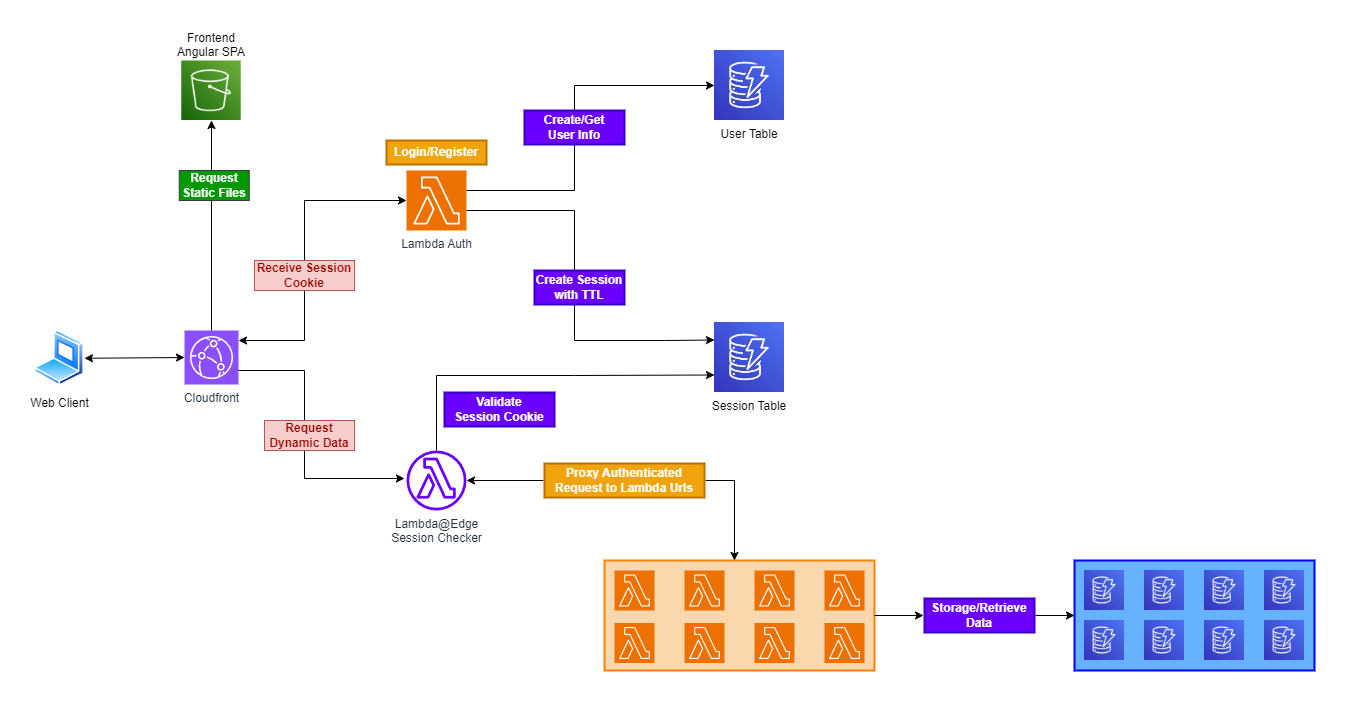 Frontend
Angular SPA
Request
Static Files
Login/Register
Lambda Auth
Create/Get
User Info
User Table
Receive Session
Cookie
Create Session
with TTL
Web Client
Cloudfront
Session Table
Validate
Session Cookie
Request
Dynamic Data
Lambda@Edge
Session Checker
Proxy Authenticated
Request to Lambda Urls
Storage/Retrieve
Data